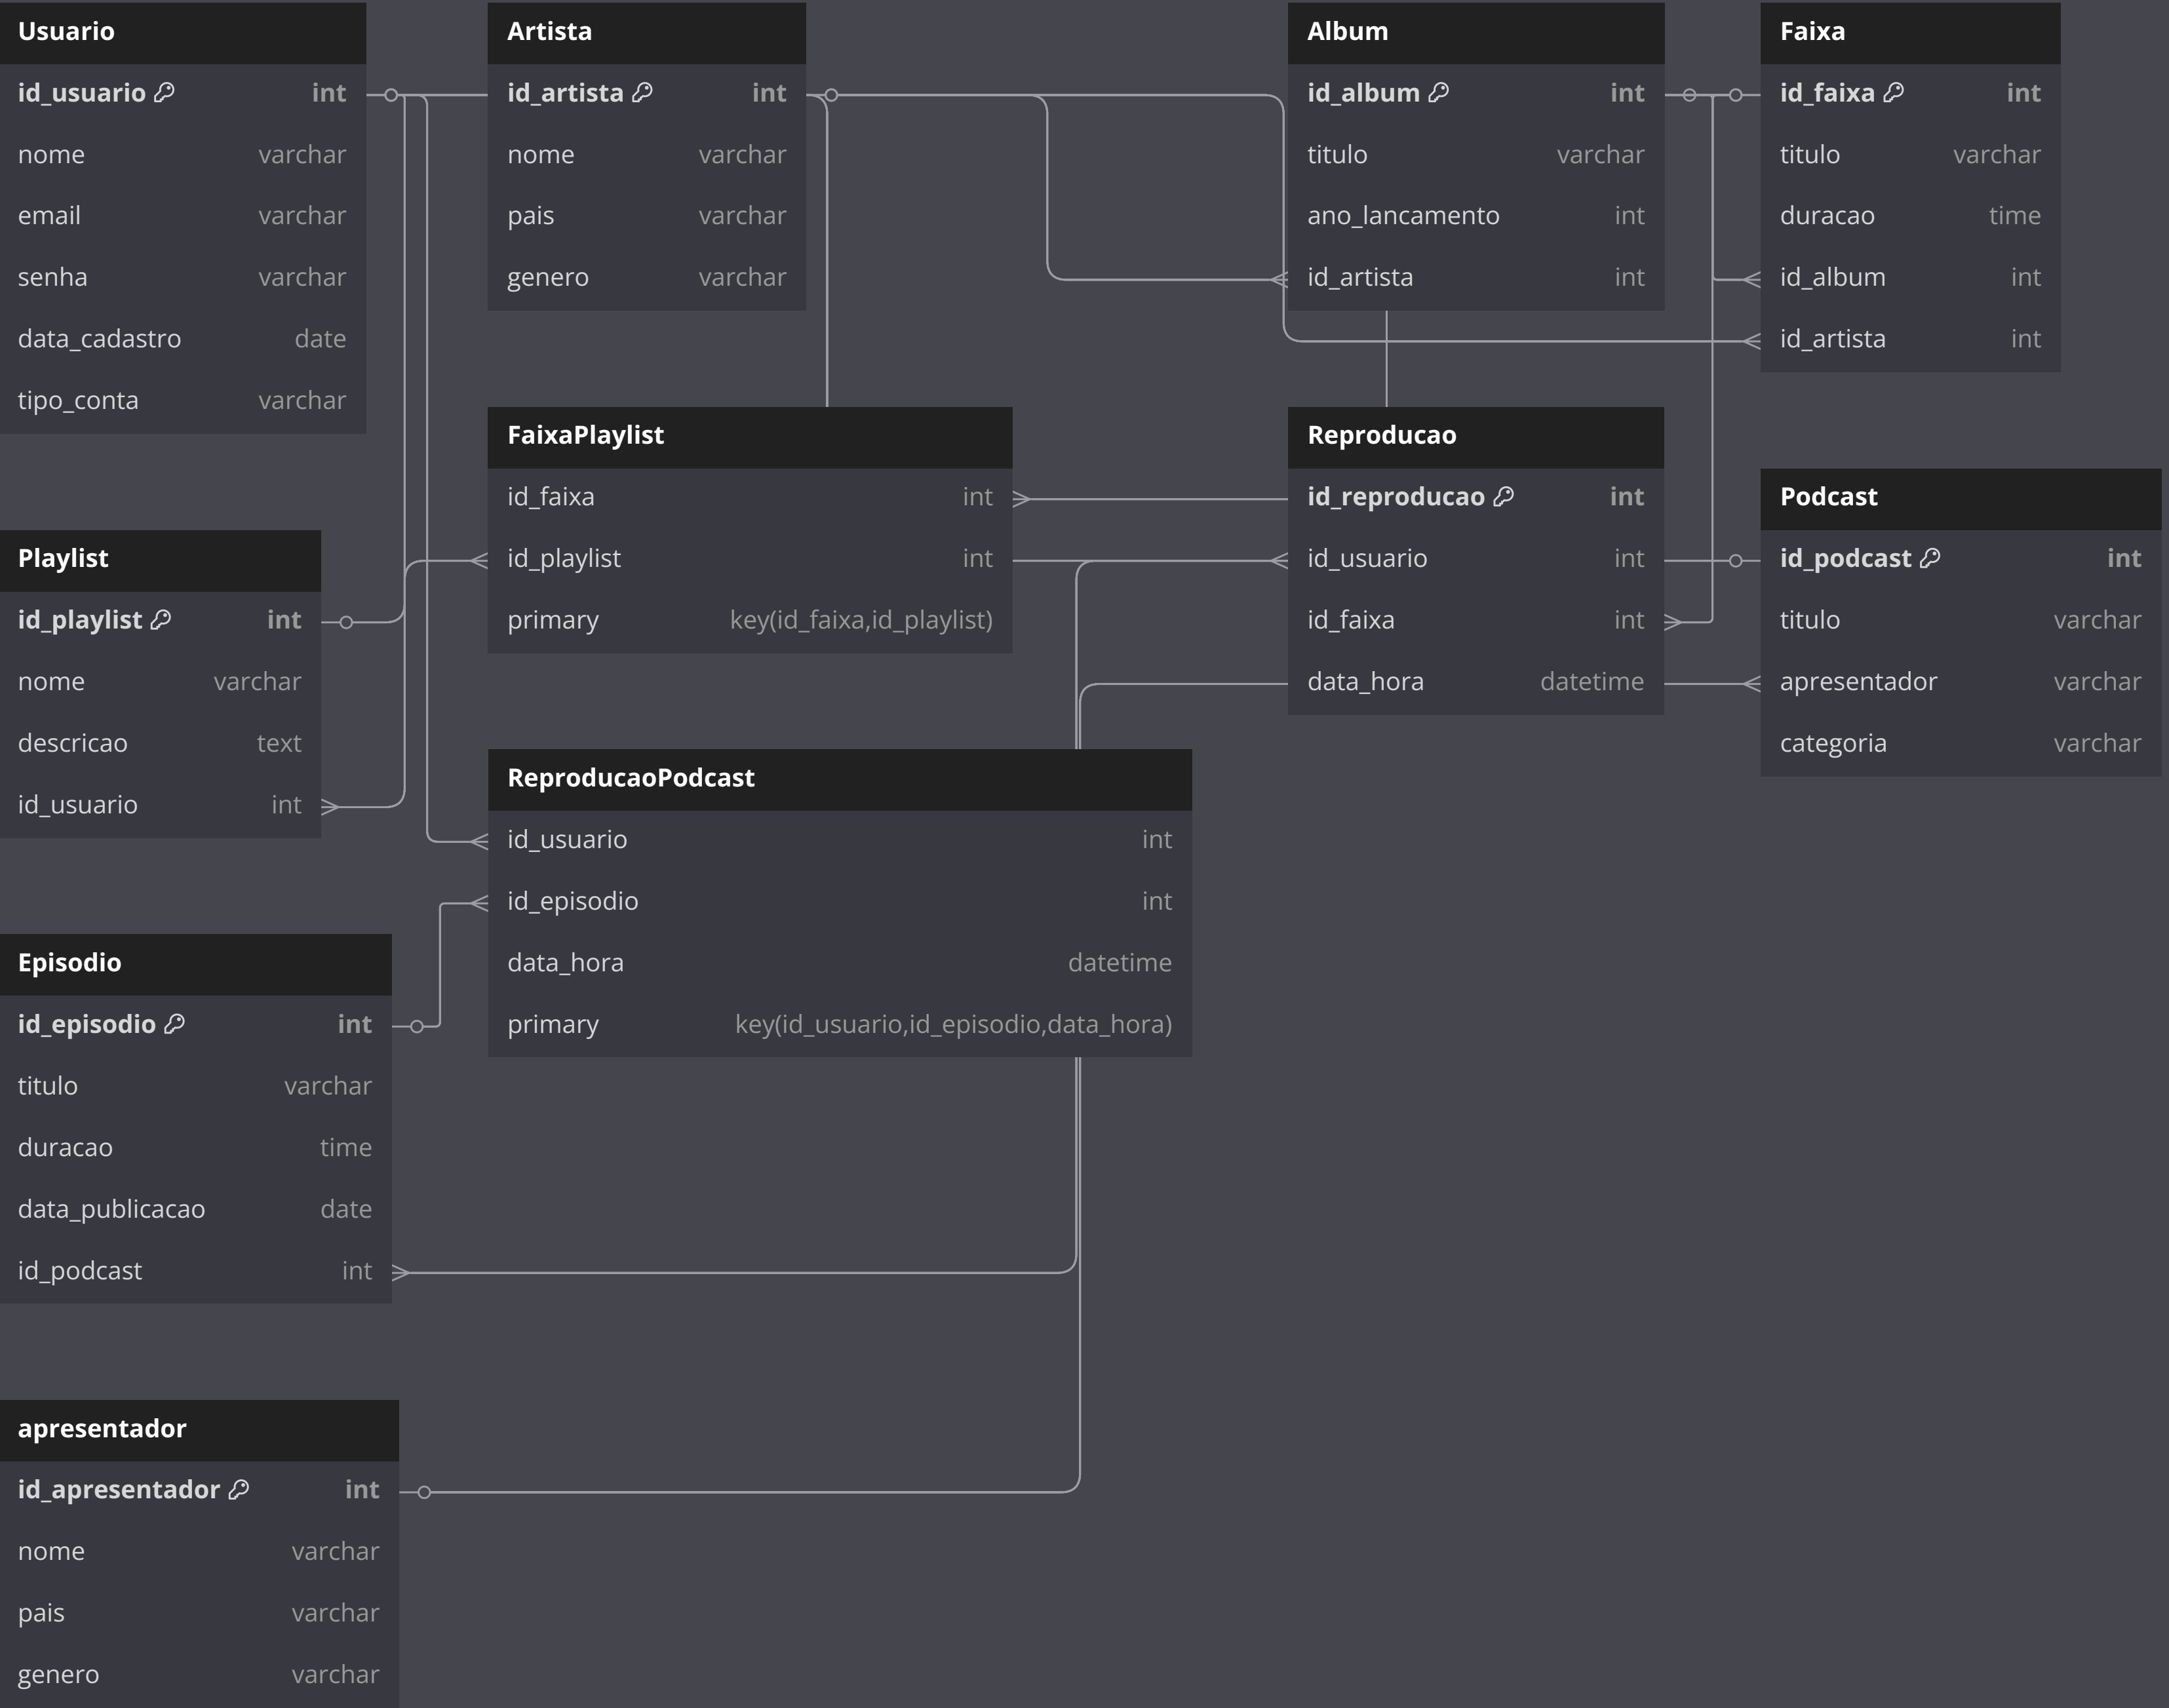 Usuario
id_usuario int
nome varchar
email varchar
senha varchar
data_cadastro date
tipo_conta varchar
Artista
id_artista int
nome varchar
pais varchar
genero varchar
Album
id_album int
titulo varchar
ano_lancamento int
id_artista int
Faixa
id_faixa int
titulo varchar
duracao time
id_album int
id_artista int
Playlist
id_playlist int
nome varchar
descricao text
id_usuario int
FaixaPlaylist
id_faixa int
id_playlist int
primary key(id_faixa,id_playlist)
Reproducao
id_reproducao int
id_usuario int
id_faixa int
data_hora datetime
Podcast
id_podcast int
titulo varchar
apresentador varchar
categoria varchar
ReproducaoPodcast
id_usuario int
id_episodio int
data_hora datetime
primary key(id_usuario,id_episodio,data_hora)
Episodio
id_episodio int
titulo varchar
duracao time
data_publicacao date
id_podcast int
apresentador
id_apresentador int
nome varchar
pais varchar
genero varchar